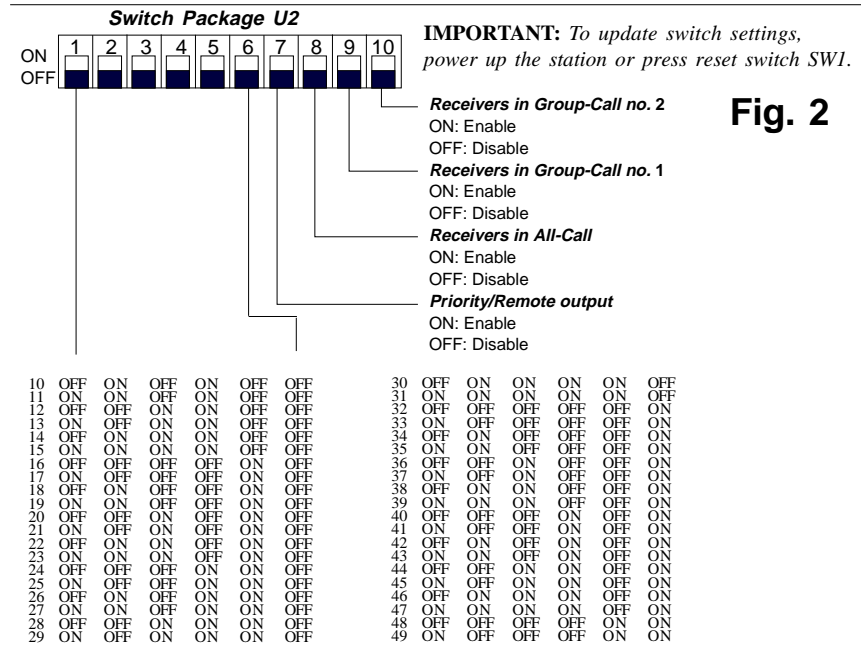 Switch Package U2
IMPORTANT: To update switch settings,
power up the station or press reset switch SW1.
ON
OFF
1 2 3 4 5 6 7 8 9 10
Fig. 2
Receivers in Group-Call no. 2
ON: Enable
OFF: Disable
Receivers in Group-Call no. 1
ON: Enable
OFF: Disable
Receivers in All-Call
ON: Enable
OFF: Disable
Priority/Remote output
ON: Enable
OFF: Disable
10 OFF ON OFF ON OFF OFF
11 ON ON OFF ON OFF OFF
12 OFF OFF ON ON OFF OFF
13 ON OFF ON ON OFF OFF
14 OFF ON ON ON OFF OFF
15 ON ON ON ON OFF OFF
16 OFF OFF OFF OFF ON OFF
17 ON OFF OFF OFF ON OFF
18 OFF ON OFF OFF ON OFF
19 ON ON OFF OFF ON OFF
20 OFF OFF ON OFF ON OFF
21 ON OFF ON OFF ON OFF
22 OFF ON ON OFF ON OFF
23 ON ON ON OFF ON OFF
24 OFF OFF OFF ON ON OFF
25 ON OFF OFF ON ON OFF
26 OFF ON OFF ON ON OFF
27 ON ON OFF ON ON OFF
28 OFF OFF ON ON ON OFF
29 ON OFF ON ON ON OFF
30 OFF ON ON ON ON OFF
31 ON ON ON ON ON OFF
32 OFF OFF OFF OFF OFF ON
33 ON OFF OFF OFF OFF ON
34 OFF ON OFF OFF OFF ON
35 ON ON OFF OFF OFF ON
36 OFF OFF ON OFF OFF ON
37 ON OFF ON OFF OFF ON
38 OFF ON ON OFF OFF ON
39 ON ON ON OFF OFF ON
40 OFF OFF OFF ON OFF ON
41 ON OFF OFF ON OFF ON
42 OFF ON OFF ON OFF ON
43 ON ON OFF ON OFF ON
44 OFF OFF ON ON OFF ON
45 ON OFF ON ON OFF ON
46 OFF ON ON ON OFF ON
47 ON ON ON ON OFF ON
48 OFF OFF OFF OFF ON ON
49 ON OFF OFF OFF ON ON